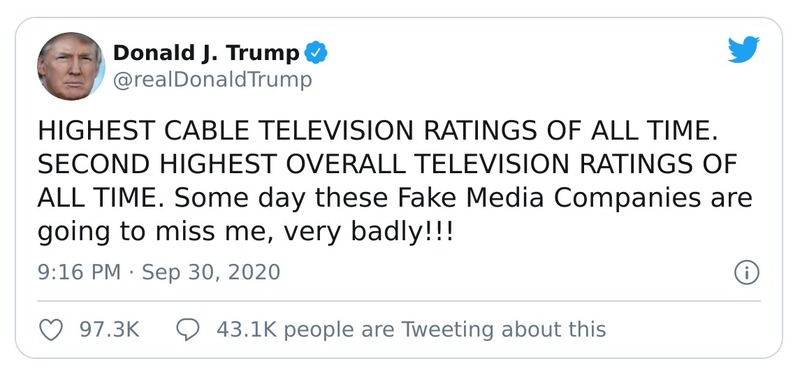 Donald J. Trump
@realDonaldTrump
HIGHEST CABLE TELEVISION RATINGS OF ALL TIME.
SECOND HIGHEST OVERALL TELEVISION RATINGS OF
ALL TIME. Some day these Fake Media Companies are
going to miss me, very badly!!!
9:16 PM · Sep 30, 2020
97.3K 43.1K people are Tweeting about this